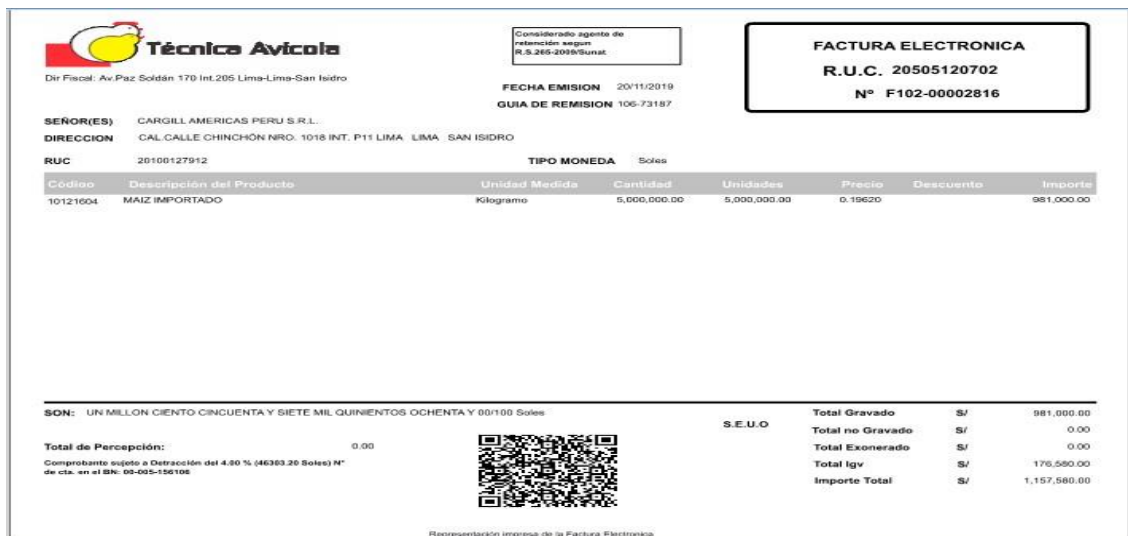 Técnica Avícola
Considerado agente de
retención segun
R.S.265-2009/Sunat
FACTURA ELECTRONICA
R.U.C. 20505120702
Nº F102-00002816
Dir Fiscal: Av.Paz Soldán 170 Int.205 Lima-Lima-San Isidro
FECHA EMISION 20/11/2019
GUIA DE REMISION 106-73187
SEÑOR(ES) CARGILL AMERICAS PERU S.R.L.
DIRECCION CAL.CALLE CHINCHÓN NRO. 1018 INT. P11 LIMA LIMA SAN ISIDRO
RUC 20100127912 TIPO MONEDA Soles
Código Descripción del Producto Unidad Medida Cantidad Unidades Precio Descuento Importe
10121604 MAIZ IMPORTADO Kilogramo 5,000,000.00 5,000,000.00 0.19620 981,000.00
SON: UN MILLON CIENTO CINCUENTA Y SIETE MIL QUINIENTOS OCHENTA Y 00/100 Soles
S.E.U.O
Total Gravado S/ 981,000.00
Total no Gravado S/ 0.00
Total de Percepción: 0.00
Total Exonerado S/ 0.00
Comprobante sujeto a Detracción del 4.00 % (46303.20 Soles) N°
de cta. en el BN: 00-005-156106
Total Igv S/ 176,580.00
Importe Total S/ 1,157,580.00
Representación impresa de la Factura Electronica